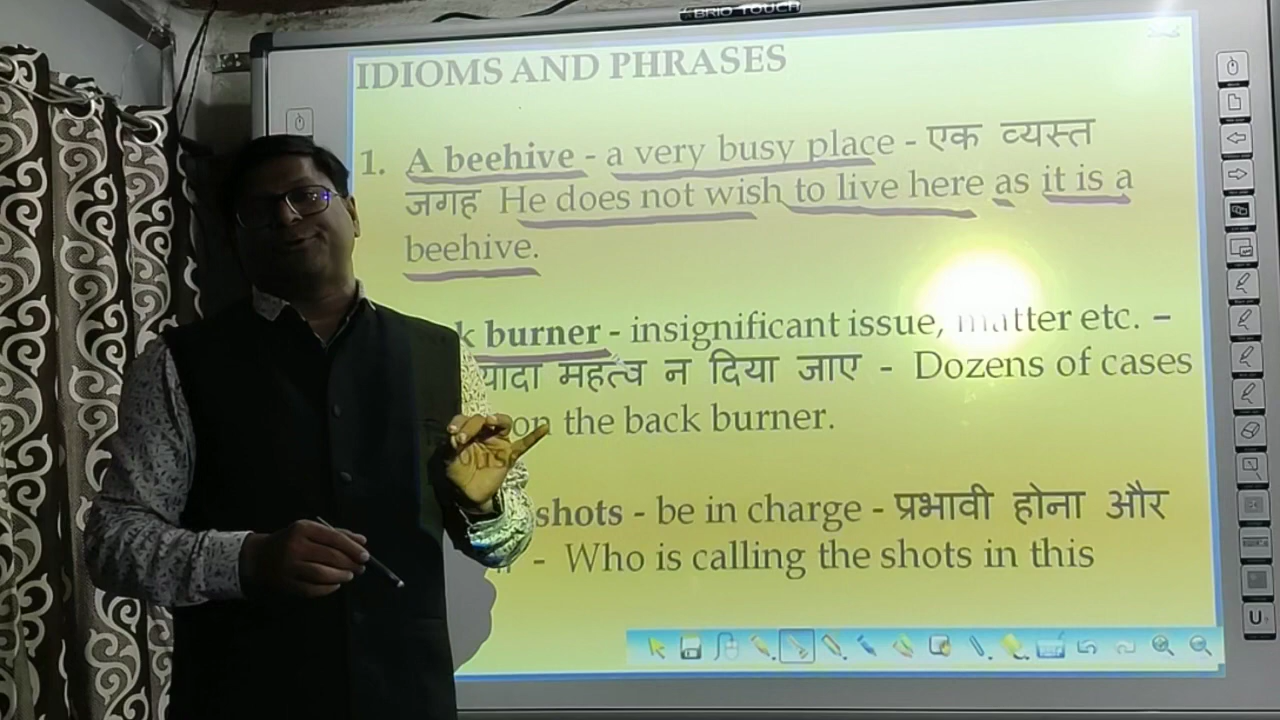 BRIO TOUCH
IDIOMS AND PHRASES
1. A beehive - a very busy place - एक व्यस्त
जगह He does not wish to live here as it is a
beehive.
burner - insignificant issue, matter etc. –
महत्व न दिया जाए - Dozens of cases
on the back burner.
shots - be in charge - प्रभावी होना और
- Who is calling the shots in this